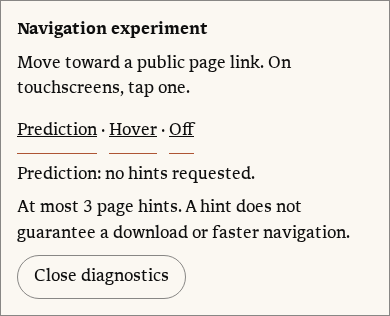 Navigation experiment
Move toward a public page link. On
touchscreens, tap one.
Prediction · Hover · Off
Prediction: no hints requested.
At most 3 page hints. A hint does not
guarantee a download or faster navigation.
Close diagnostics